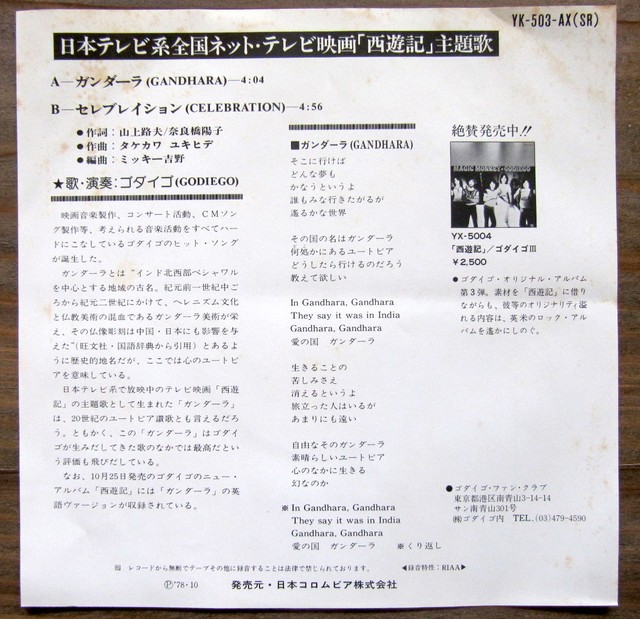 YK-503-AX(SR)
日本テレビ系全国ネット・テレビ映画「西遊記」主題歌
A—ガンダーラ(GANDHARA)—4:04
B—セレブレイション(CELEBRATION)—4:56
●作詞：山上路夫/奈良橋陽子
●作曲：タケカワ ユキヒデ
●編曲：ミッキー吉野
★歌・演奏：ゴダイゴ(GODIEGO)
映画音楽製作、コンサート活動、CMソン
グ製作等、考えられる音楽活動をすべてハー
ドにこなしているゴダイゴのヒット・ソング
が誕生した。
ガンダーラとは“インド北西部ペシャワル
を中心とする地域の古名。紀元前一世紀中ご
ろから紀元二世紀にかけて、ヘレニズム文化
と仏教美術の混血であるガンダーラ美術が栄
え、その仏像彫刻は中国・日本にも影響を与
えた”(旺文社・国語辞典から引用)とあるよ
うに歴史的地名だが、ここでは心のユートピ
アを意味している。
日本テレビ系で放映中のテレビ映画「西遊
記」の主題歌として生まれた「ガンダーラ」
は、20世紀のユートピア讃歌とも言えるだろ
う。ともかく、この「ガンダーラ」はゴダイ
ゴが生みだしてきた歌のなかでは最高だとい
う評価も飛びだしている。
なお、10月25日発売のゴダイゴのニュー・
アルバム「西遊記」には「ガンダーラ」の英
語ヴァージョンが収録されている。
■ガンダーラ(GANDHARA)
そこに行けば
どんな夢も
かなうというよ
誰もみな行きたがるが
遥かな世界
その国の名はガンダーラ
何処かにあるユートピア
どうしたら行けるのだろう
教えて欲しい
In Gandhara, Gandhara
They say it was in India
Gandhara, Gandhara
愛の国 ガンダーラ
生きることの
苦しみさえ
消えるというよ
旅立った人はいるが
あまりにも遠い
自由なそのガンダーラ
素晴らしいユートピア
心のなかに生きる
幻なのか
※In Gandhara, Gandhara
They say it was in India
Gandhara, Gandhara
愛の国 ガンダーラ ※くり返し
絶賛発売中!!
MAGIC MONKEY・GODIEGO
YX-5004
「西遊記」/ゴダイゴIII
¥2,500
●ゴダイゴ・オリジナル・アルバム
第3弾。素材を「西遊記」に借り
ながらも、彼等のオリジナリティ溢
れる内容は、英米のロック・アル
バムを遙かにしのぐ。
●ゴダイゴ・ファン・クラブ
東京都港区南青山3-14-14
サン南青山301号
㈱ゴダイゴ内 TEL.(03)479-4590
レコードから無断でテープその他に録音することは法律で禁じられております。 ◀録音特性：RIAA▶
Ⓟ'78・10 発売元・日本コロムビア株式会社